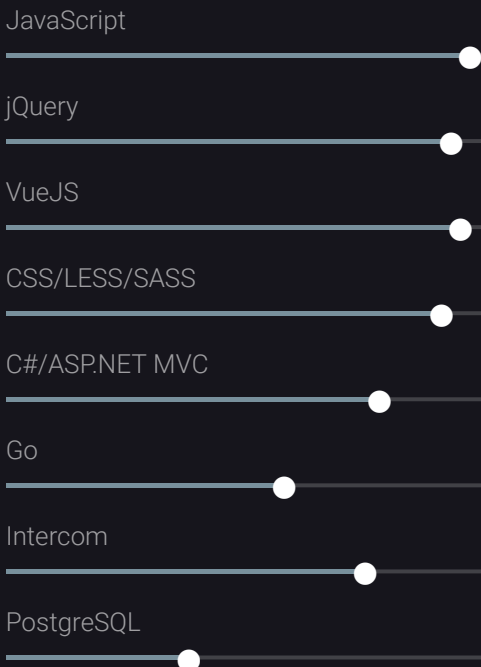 JavaScript
jQuery
VueJS
CSS/LESS/SASS
C#/ASP.NET MVC
Go
Intercom
PostgreSQL